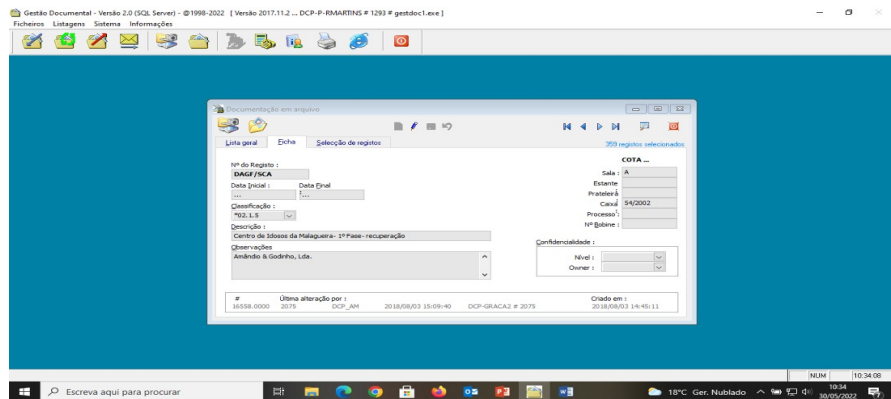 Gestão Documental - Versão 2.0 (SQL Server) - @1998-2022 [ Versão 2017.11.2 ... DCP-P-RMARTINS # 1293 # gestdoc1.exe ]
Ficheiros Listagens Sistema Informações
Documentação em arquivo
Lista geral Ficha Selecção de registos 359 registos selecionados
Nº do Registo :
DAGF/SCA
Data Inicial : Data Final :
... ...
Classificação :
*02.1.5
Descrição :
Centro de Idosos da Malagueira- 1º Fase- recuperação
Observações
Amândio & Godinho, Lda.
COTA ...
Sala : A
Estante
Prateleira
Caixa 54/2002
Processo :
Nº Bobine :
Confidencialidade :
Nível :
Owner :
# Última alteração por : Criado em :
16558.0000 2075 DCP_AM 2018/08/03 15:09:40 DCP-GRACA2 # 2075 2018/08/03 14:45:11
NUM 10:34:08
Escreva aqui para procurar
18°C Ger. Nublado
10:34
30/05/2022